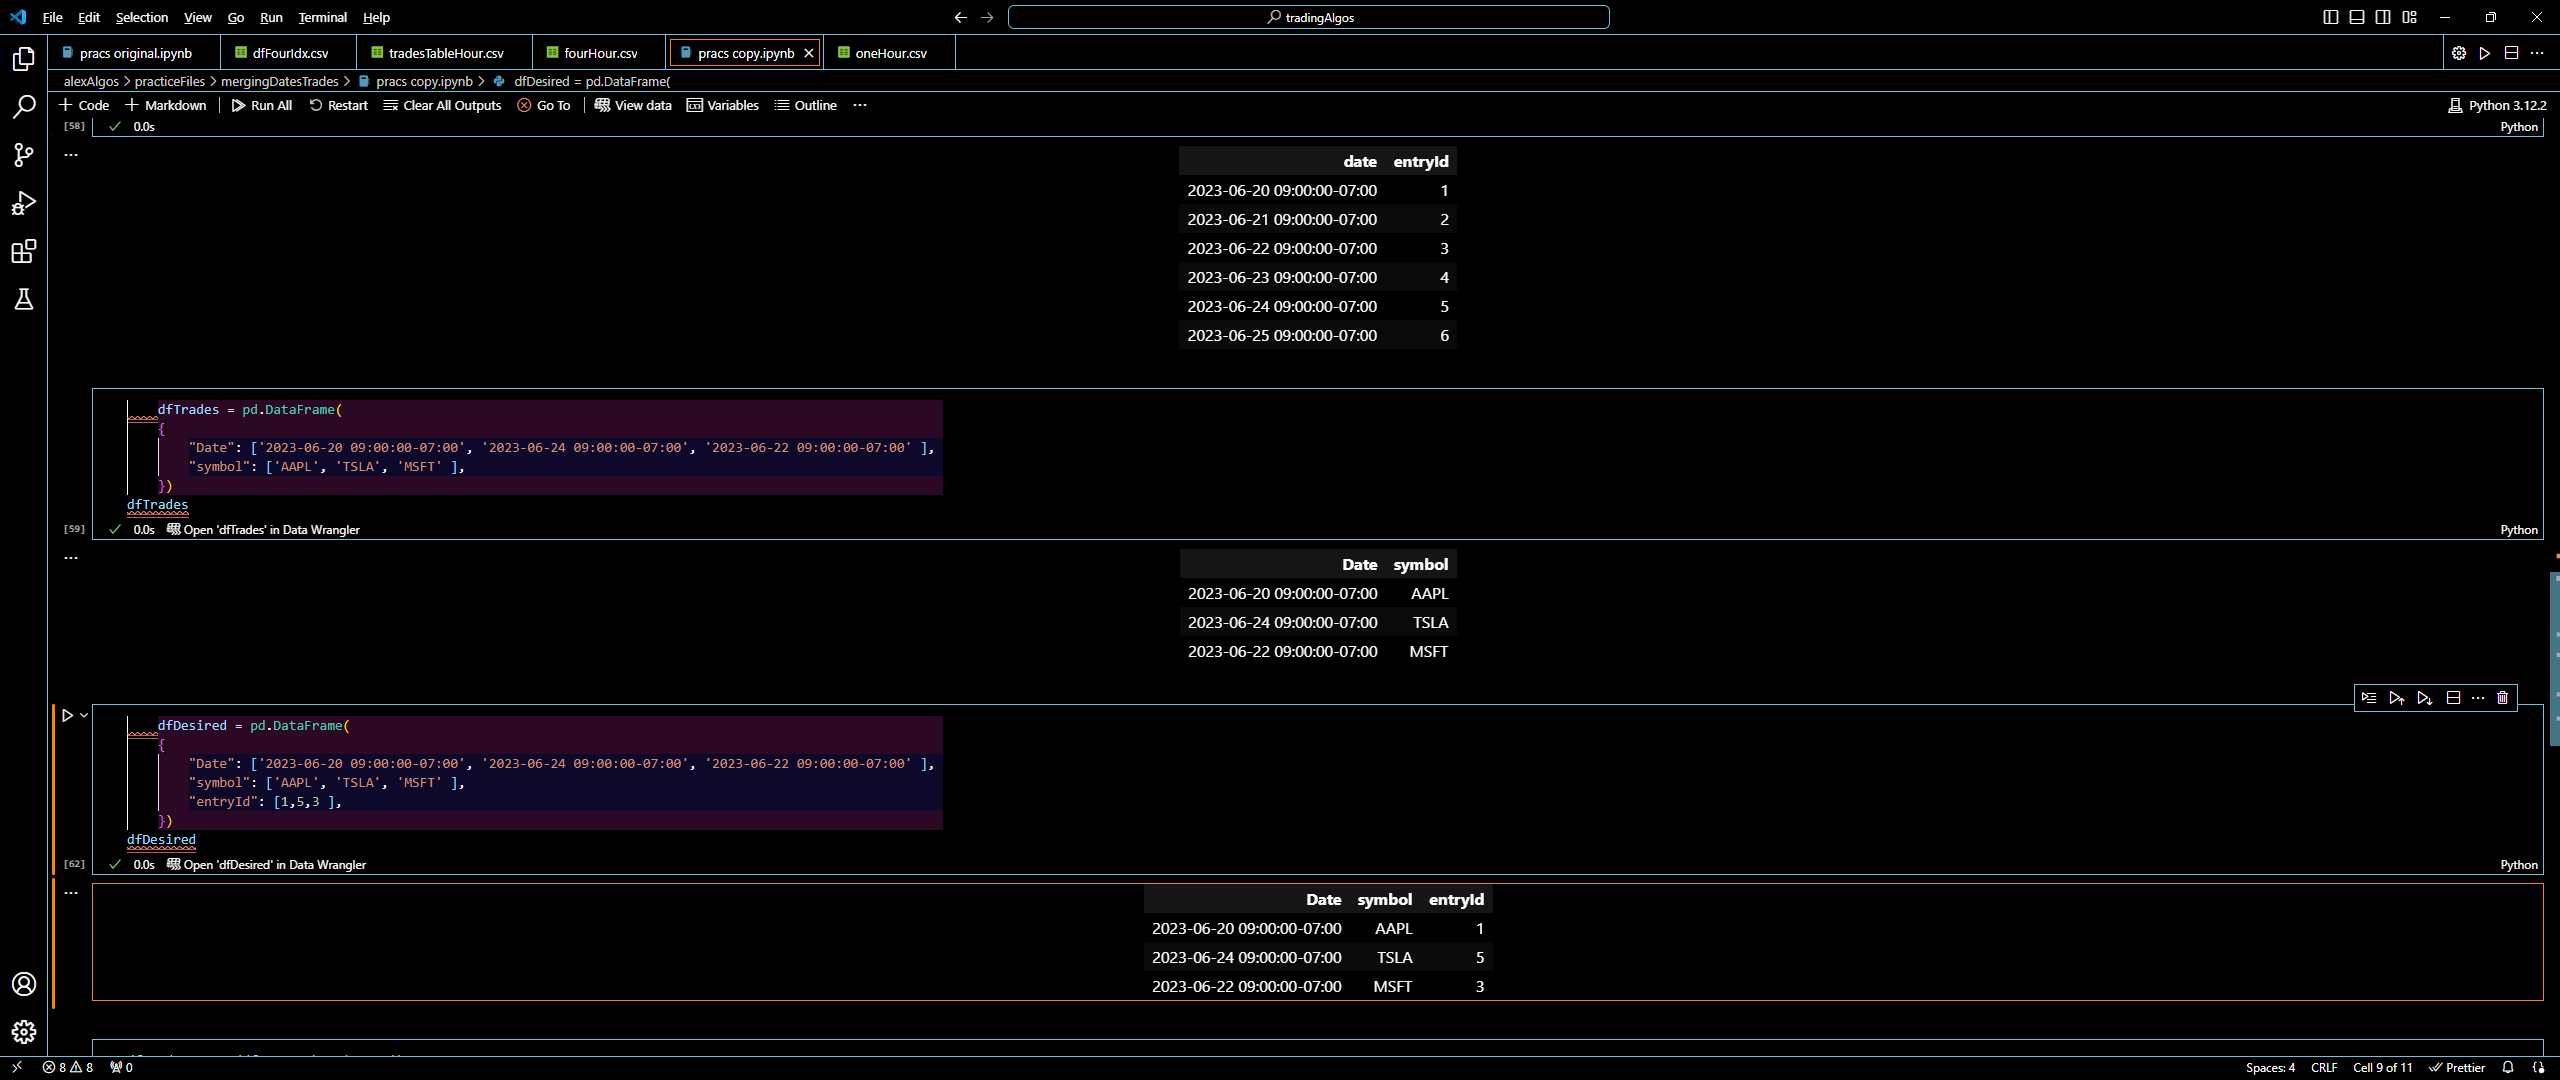 File Edit Selection View Go Run Terminal Help
tradingAlgos
pracs original.ipynb
dfFourIdx.csv
tradesTableHour.csv
fourHour.csv
pracs copy.ipynb
oneHour.csv
alexAlgos > practiceFiles > mergingDatesTrades > pracs copy.ipynb > dfDesired = pd.DataFrame(
+ Code + Markdown Run All Restart Clear All Outputs Go To View data Variables Outline ...
Python 3.12.2
[58] 0.0s Python
date entryId
2023-06-20 09:00:00-07:00 1
2023-06-21 09:00:00-07:00 2
2023-06-22 09:00:00-07:00 3
2023-06-23 09:00:00-07:00 4
2023-06-24 09:00:00-07:00 5
2023-06-25 09:00:00-07:00 6
dfTrades = pd.DataFrame(
{
"Date": ['2023-06-20 09:00:00-07:00', '2023-06-24 09:00:00-07:00', '2023-06-22 09:00:00-07:00' ],
"symbol": ['AAPL', 'TSLA', 'MSFT' ],
})
dfTrades
[59] 0.0s Open 'dfTrades' in Data Wrangler Python
Date symbol
2023-06-20 09:00:00-07:00 AAPL
2023-06-24 09:00:00-07:00 TSLA
2023-06-22 09:00:00-07:00 MSFT
dfDesired = pd.DataFrame(
{
"Date": ['2023-06-20 09:00:00-07:00', '2023-06-24 09:00:00-07:00', '2023-06-22 09:00:00-07:00' ],
"symbol": ['AAPL', 'TSLA', 'MSFT' ],
"entryId": [1,5,3 ],
})
dfDesired
[62] 0.0s Open 'dfDesired' in Data Wrangler Python
Date symbol entryId
2023-06-20 09:00:00-07:00 AAPL 1
2023-06-24 09:00:00-07:00 TSLA 5
2023-06-22 09:00:00-07:00 MSFT 3
8 8 0
Spaces: 4 CRLF Cell 9 of 11 Prettier